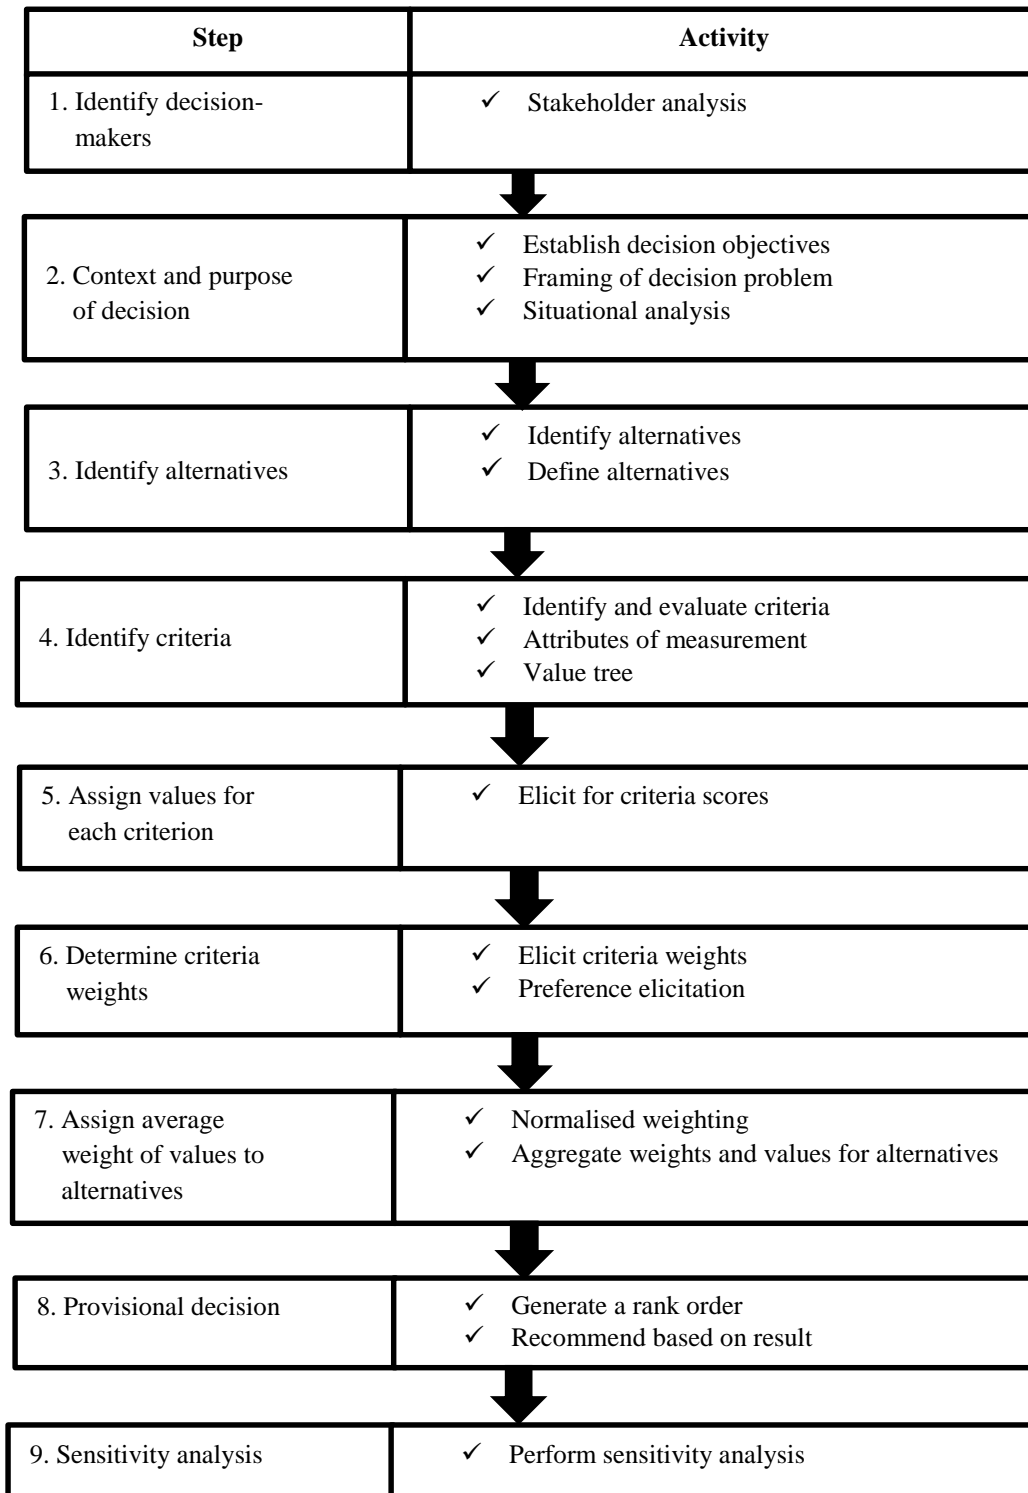 Step
Activity
1. Identify decision-
makers
✓ Stakeholder analysis
2. Context and purpose
of decision
✓ Establish decision objectives
✓ Framing of decision problem
✓ Situational analysis
3. Identify alternatives
✓ Identify alternatives
✓ Define alternatives
4. Identify criteria
✓ Identify and evaluate criteria
✓ Attributes of measurement
✓ Value tree
5. Assign values for
each criterion
✓ Elicit for criteria scores
6. Determine criteria
weights
✓ Elicit criteria weights
✓ Preference elicitation
7. Assign average
weight of values to
alternatives
✓ Normalised weighting
✓ Aggregate weights and values for alternatives
8. Provisional decision
✓ Generate a rank order
✓ Recommend based on result
9. Sensitivity analysis
✓ Perform sensitivity analysis